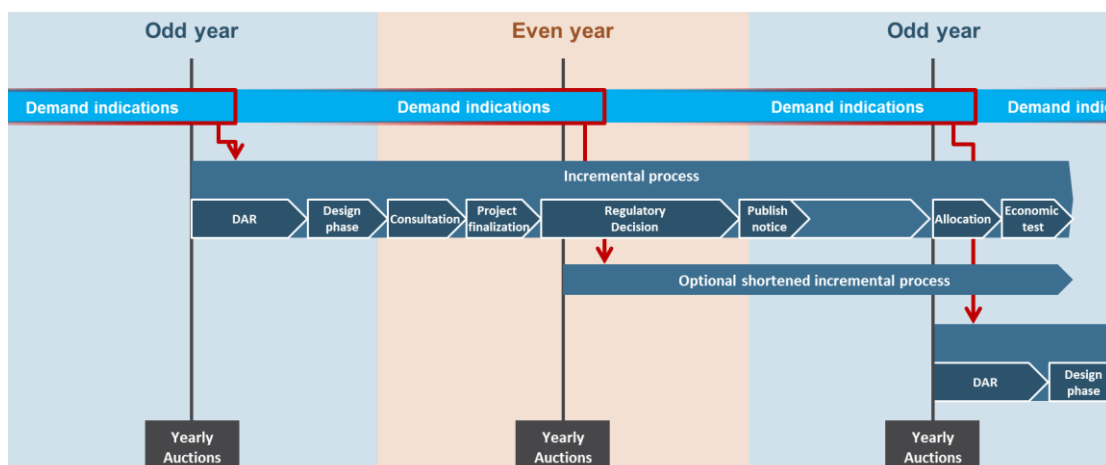 Odd year
Even year
Odd year
Demand indications
Demand indications
Demand indications
Demand indic
Incremental process
DAR
Design
phase
Consultation
Project
finalization
Regulatory
Decision
Publish
notice
Allocation
Economic
test
Optional shortened incremental process
DAR
Design
phase
Yearly
Auctions
Yearly
Auctions
Yearly
Auctions